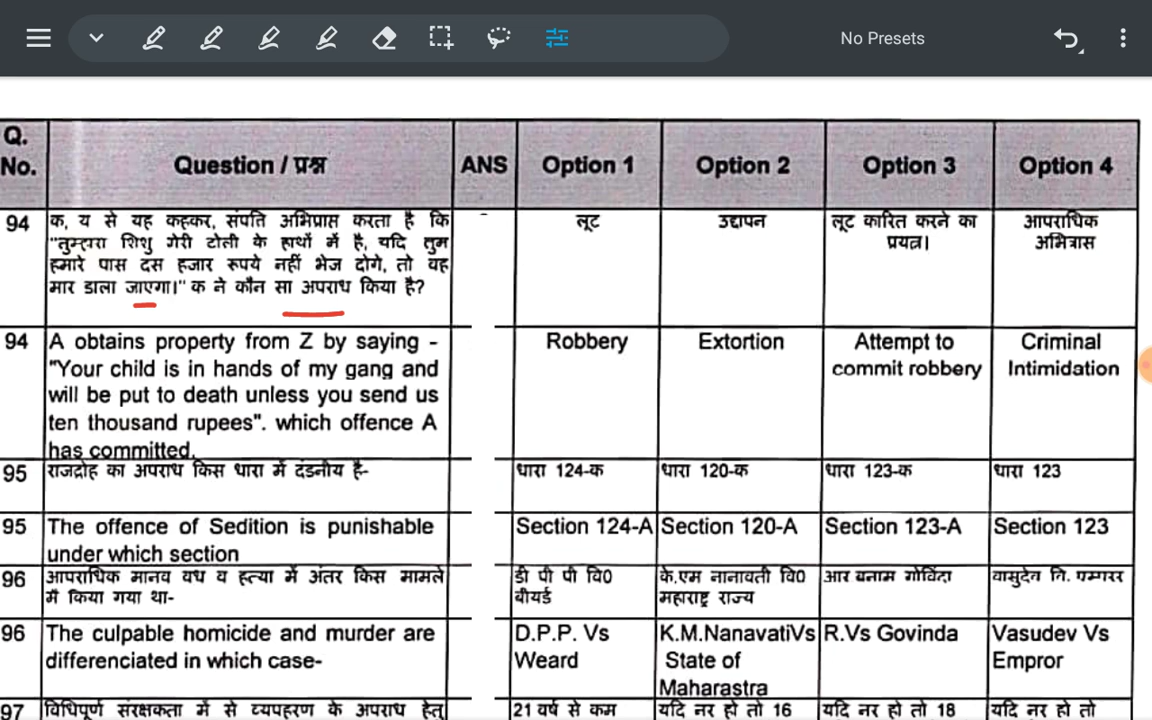 No Presets
Q.
No.
Question / प्रश्न
ANS
Option 1
Option 2
Option 3
Option 4
94
क, य से यह कहकर, संपति अभिप्राप्त करता है कि
"तुम्हारा शिशु मेरी टोली के हाथों में है, यदि तुम
हमारे पास दस हजार रूपये नहीं भेज दोगे, तो वह
मार डाला जाएगा।" क ने कौन सा अपराध किया है?
लूट
उद्यापन
लूट कारित करने का
प्रयत्न।
आपराधिक
अभित्रास
94
A obtains property from Z by saying -
"Your child is in hands of my gang and
will be put to death unless you send us
ten thousand rupees". which offence A
has committed.
Robbery
Extortion
Attempt to
commit robbery
Criminal
Intimidation
95
राजद्रोह का अपराध किस धारा में दंडनीय है-
धारा 124-क
धारा 120-क
धारा 123-क
धारा 123
95
The offence of Sedition is punishable
under which section
Section 124-A
Section 120-A
Section 123-A
Section 123
96
आपराधिक मानव वध व हत्या में अंतर किस मामले
में किया गया था-
डी पी पी वि0
बीयर्ड
के.एम नानावती वि0
महाराष्ट्र राज्य
आर बनाम गोविंदा
वासुदेव वि.
96
The culpable homicide and murder are
differenciated in which case-
D.P.P. Vs
Weard
K.M.NanavatiVs
State of
Maharastra
R.Vs Govinda
Vasudev Vs
Empror
97
विधिपूर्ण संरक्षकता में से व्यपहरण के अपराध हेतु
21 वर्ष से कम
यदि नर हो तो 16
यदि नर हो तो 18
यदि नर हो तो